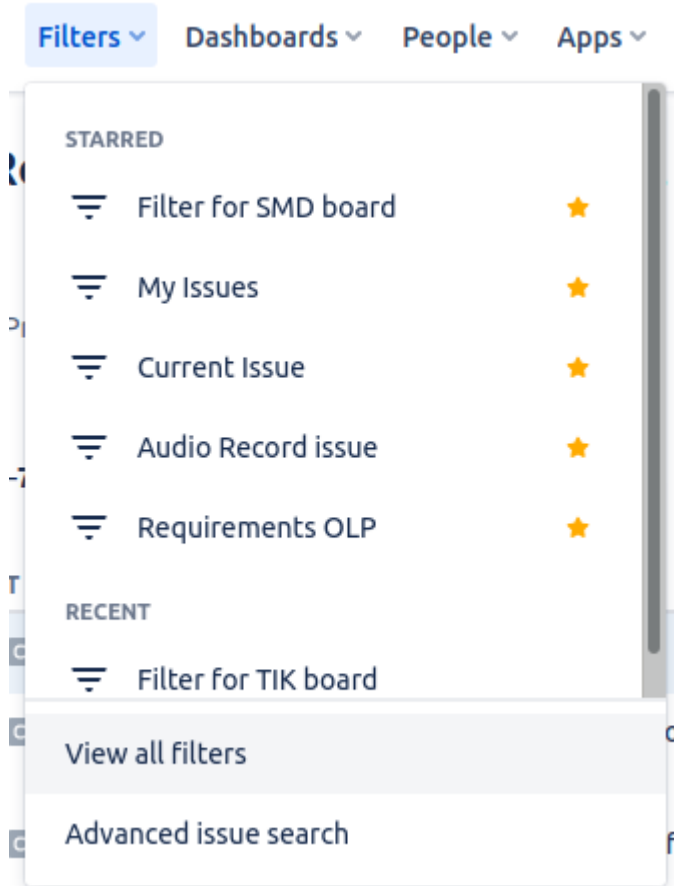 Filters Dashboards People Apps
STARRED
Filter for SMD board
My Issues
Current Issue
Audio Record issue
Requirements OLP
RECENT
Filter for TIK board
View all filters
Advanced issue search